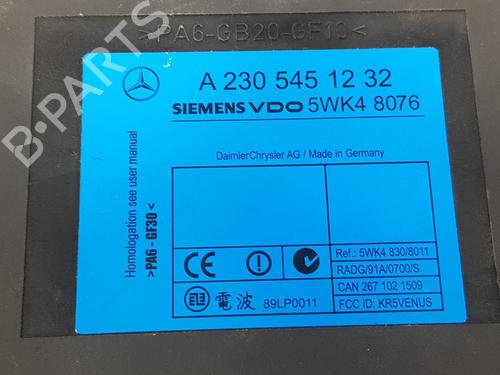 >PA6-GB20-GF10<
A 230 545 12 32
SIEMENS VDO 5WK4 8076
DaimlerChrysler AG / Made in Germany
Homologation see user manual
>PA6 - GF30<
CE
Ref.: 5WK4 830/8011
RADG/91A/0700/S
CAN 267 102 1509
FCC ID: KR5VENUS
電波
89LP0011
B-PARTS